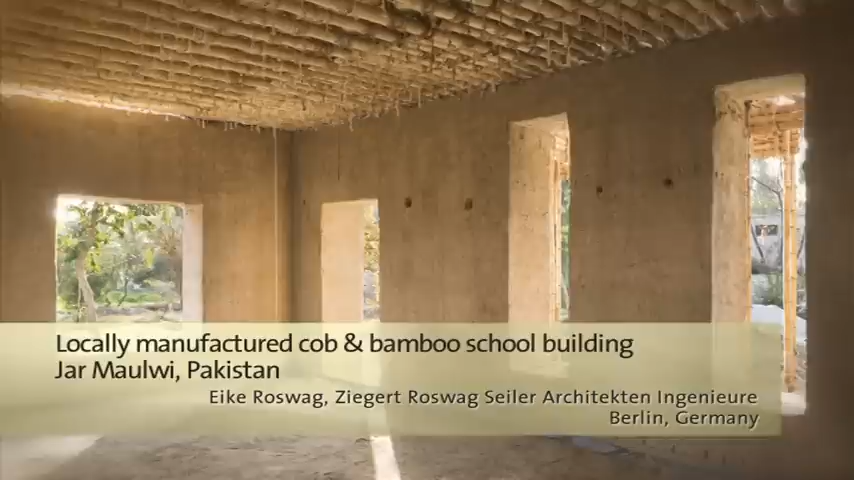 Locally manufactured cob & bamboo school building
Jar Maulwi, Pakistan
Eike Roswag, Ziegert Roswag Seiler Architekten Ingenieure
Berlin, Germany